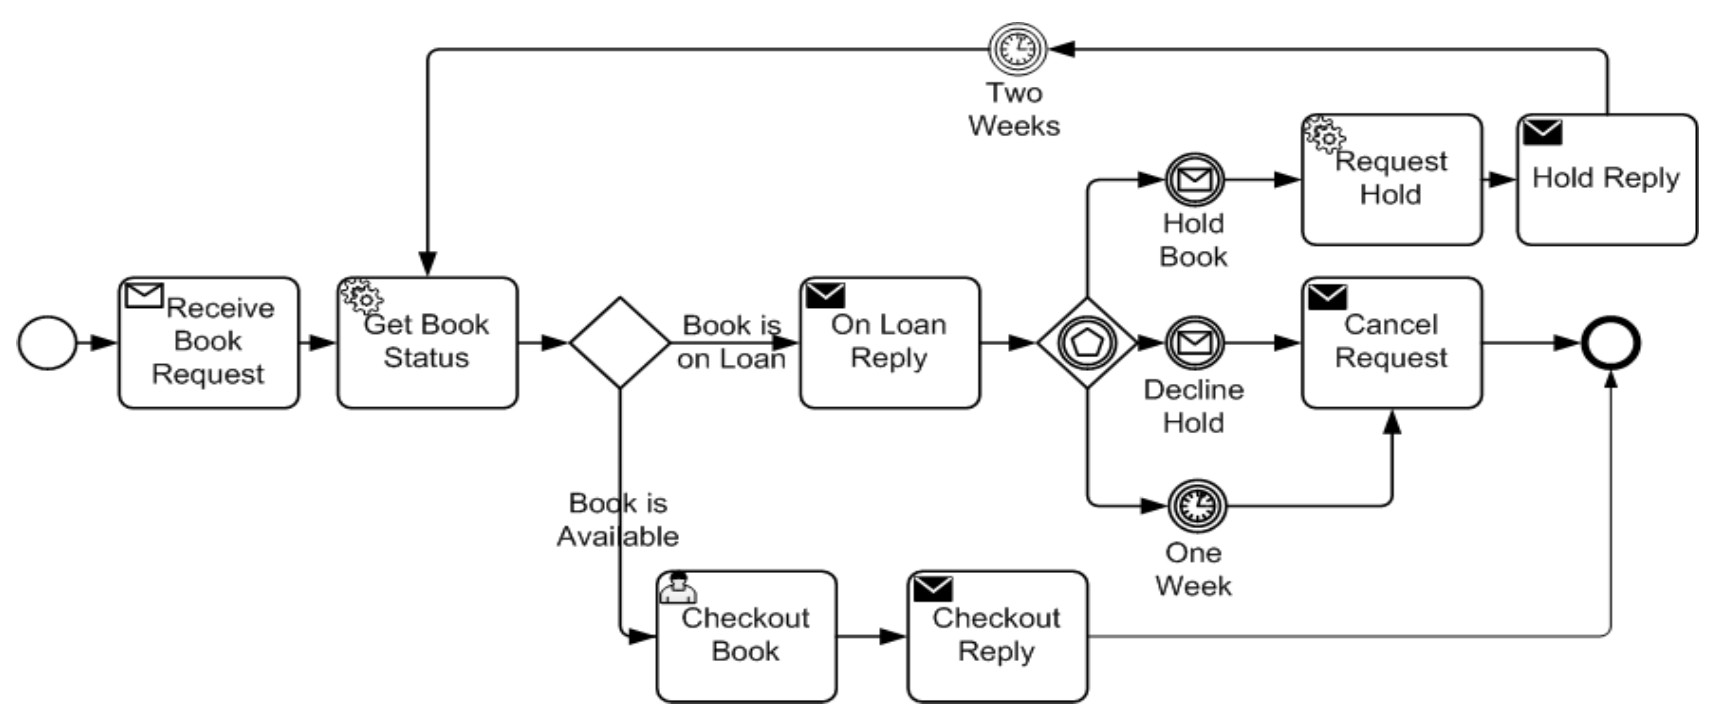 Two
Weeks
Request
Hold
Hold Reply
Hold
Book
Receive
Book
Request
Get Book
Status
Book is
on Loan
On Loan
Reply
Decline
Hold
Cancel
Request
Book is
Available
One
Week
Checkout
Book
Checkout
Reply